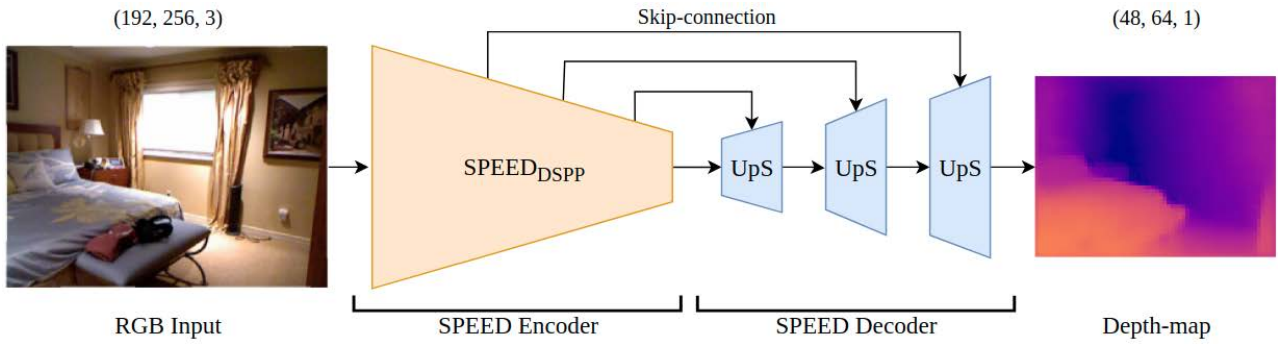 (192, 256, 3)
Skip-connection
(48, 64, 1)
SPEED_DSPP
UpS
UpS
UpS
RGB Input
SPEED Encoder
SPEED Decoder
Depth-map